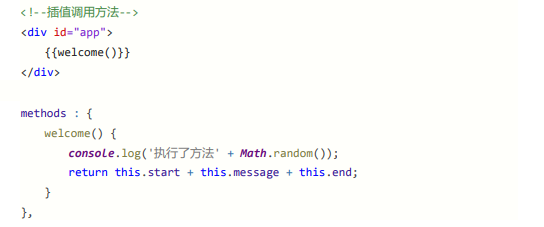 <!--插值调用方法-->
<div id="app">
    {{welcome()}}
</div>

methods : {
    welcome() {
        console.log('执行了方法' + Math.random());
        return this.start + this.message + this.end;
    }
},